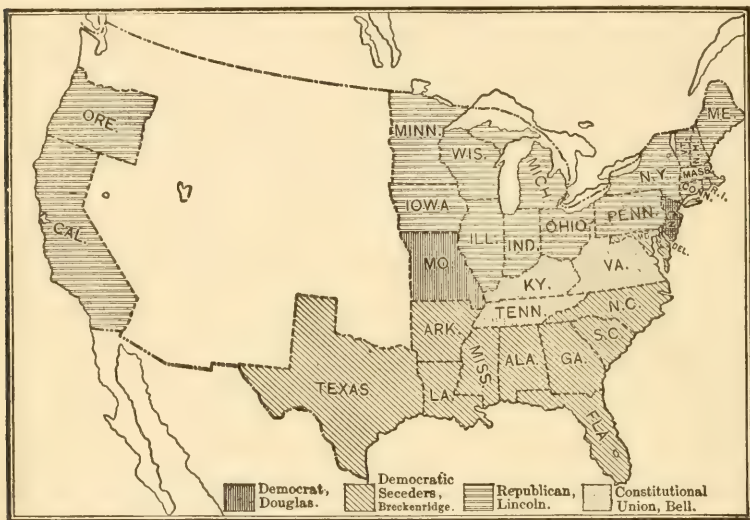 ORE.
CAL.
MINN.
WIS.
MICH.
IOWA
ILL.
IND.
OHIO
PENN.
N.Y.
VT.
N.H.
ME.
MASS.
CONN.
R.I.
DEL.
MO.
KY.
VA.
TENN.
N.C.
S.C.
ARK.
MISS.
ALA.
GA.
LA.
FLA.
TEXAS
Democrat,
Douglas.
Democratic
Seceders,
Breckenridge.
Republican,
Lincoln.
Constitutional
Union, Bell.